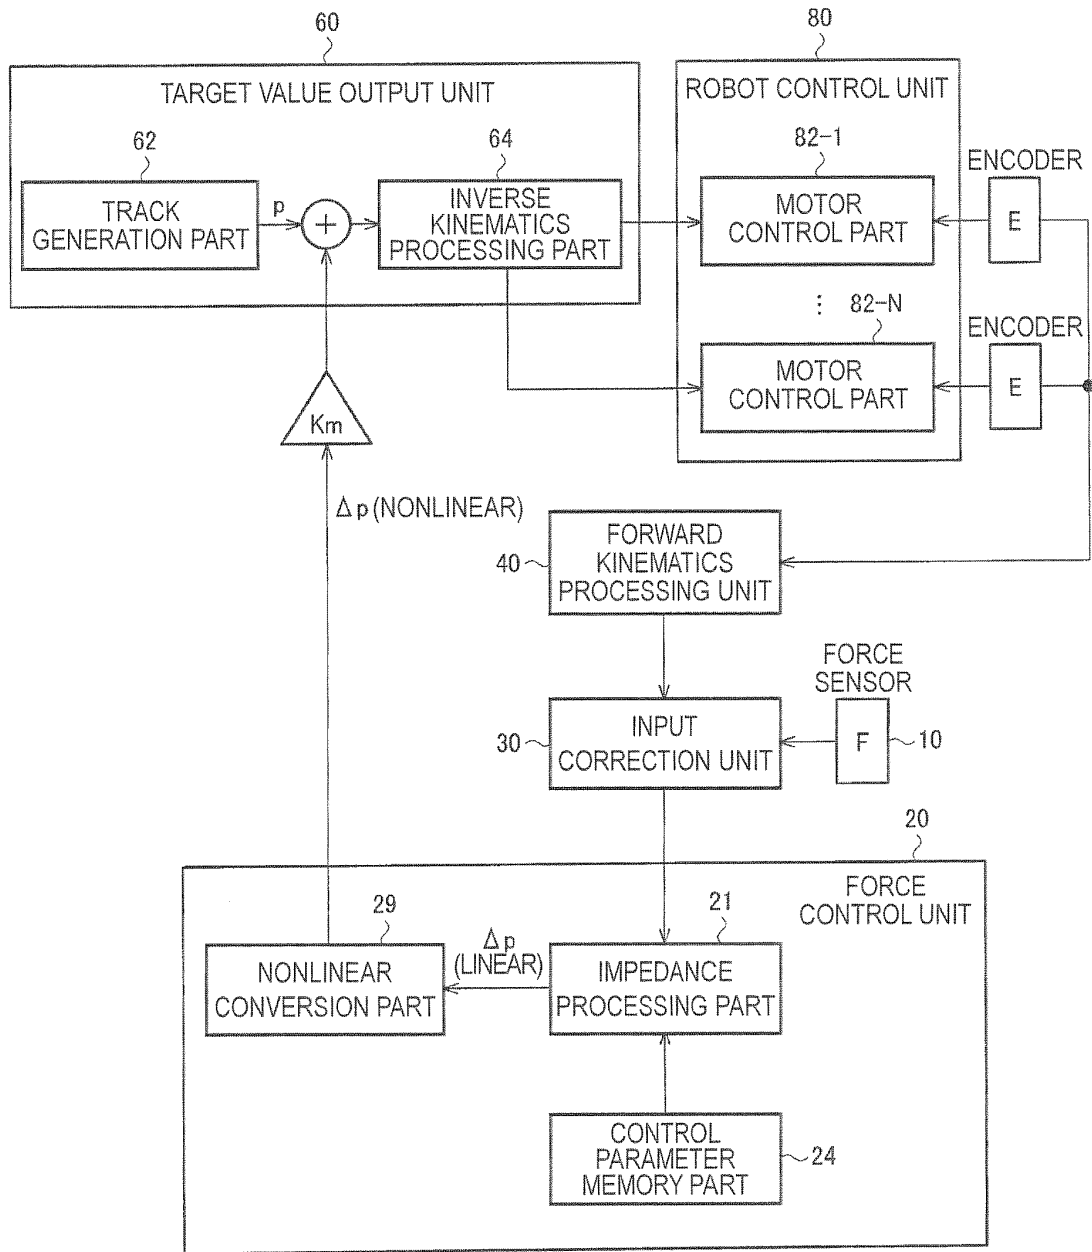 60
TARGET VALUE OUTPUT UNIT
62
TRACK
GENERATION PART
p
+
64
INVERSE
KINEMATICS
PROCESSING PART
80
ROBOT CONTROL UNIT
82-1
MOTOR
CONTROL PART
⋮
82-N
MOTOR
CONTROL PART
ENCODER
E
ENCODER
E
Km
Δp (NONLINEAR)
40
FORWARD
KINEMATICS
PROCESSING UNIT
30
INPUT
CORRECTION UNIT
FORCE
SENSOR
F
10
20
FORCE
CONTROL UNIT
29
NONLINEAR
CONVERSION PART
Δp
(LINEAR)
21
IMPEDANCE
PROCESSING PART
CONTROL
PARAMETER
MEMORY PART
24